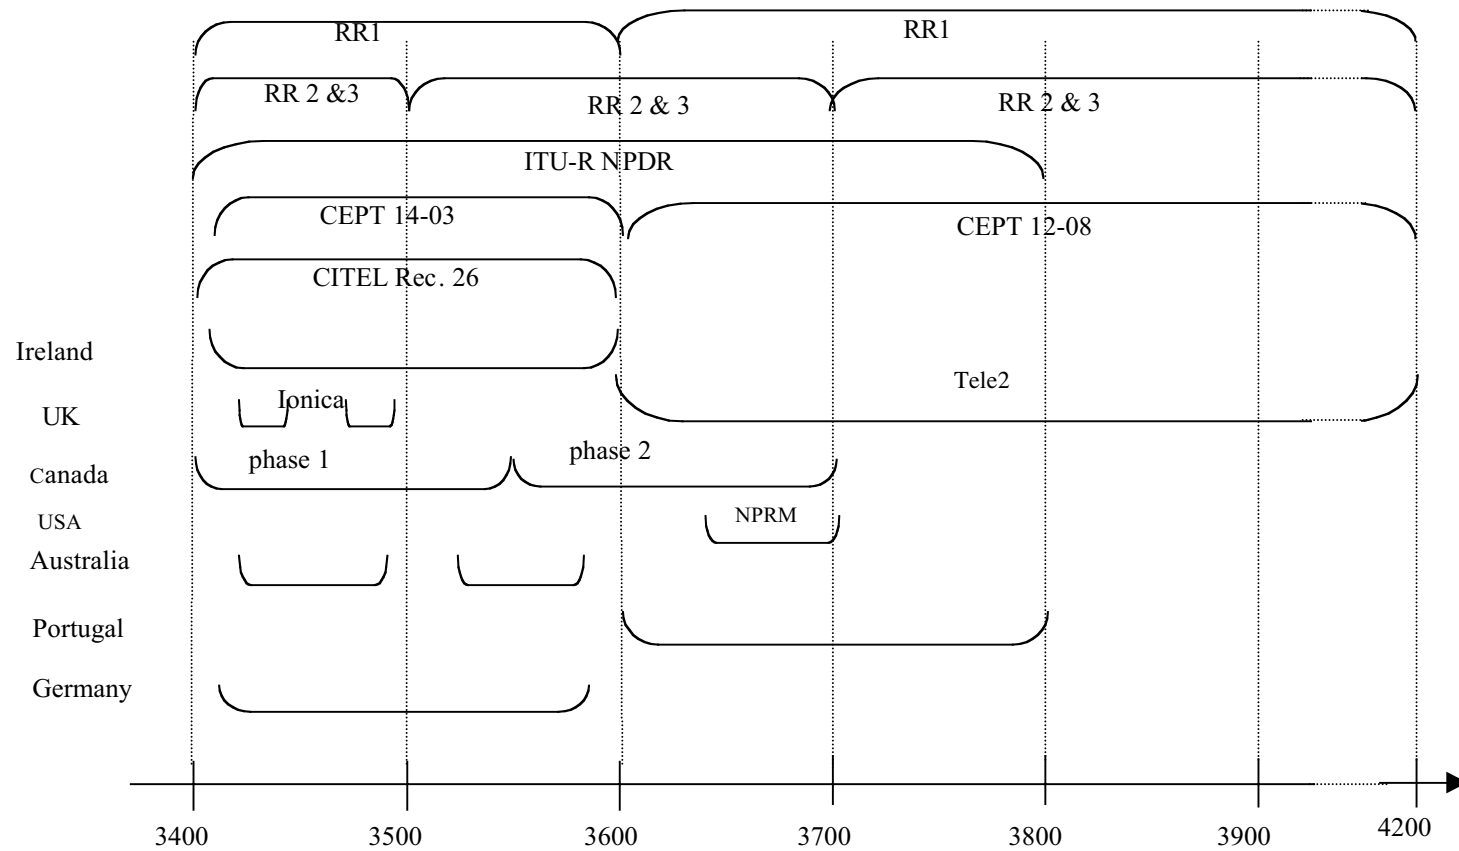 RR1
RR1
RR 2 &3
RR 2 & 3
RR 2 & 3
ITU-R NPDR
CEPT 14-03
CEPT 12-08
CITEL Rec. 26
Ireland
Tele2
Ionica
UK
phase 1
phase 2
Canada
USA
NPRM
Australia
Portugal
Germany
3400
3500
3600
3700
3800
3900
4200